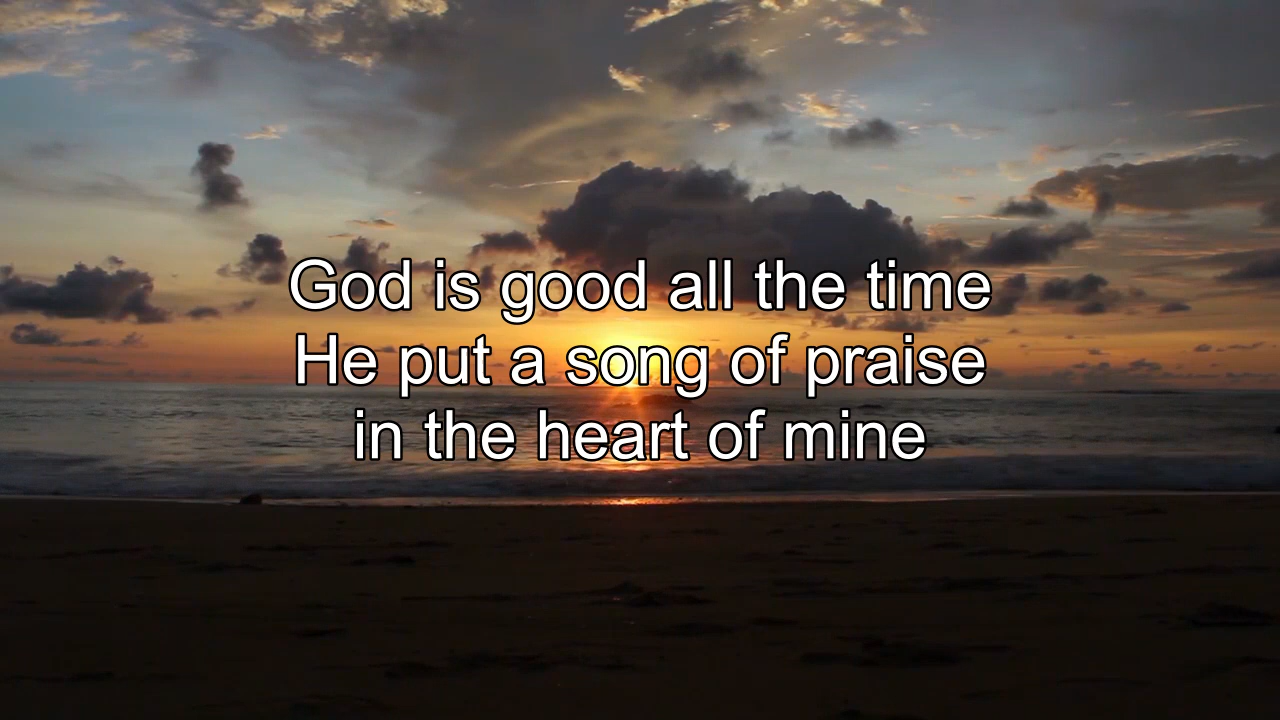 God is good all the time
He put a song of praise
in the heart of mine